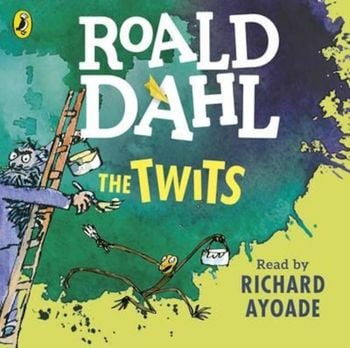 ROALD
DAHL
THE TWITS
Read by
RICHARD
AYOADE